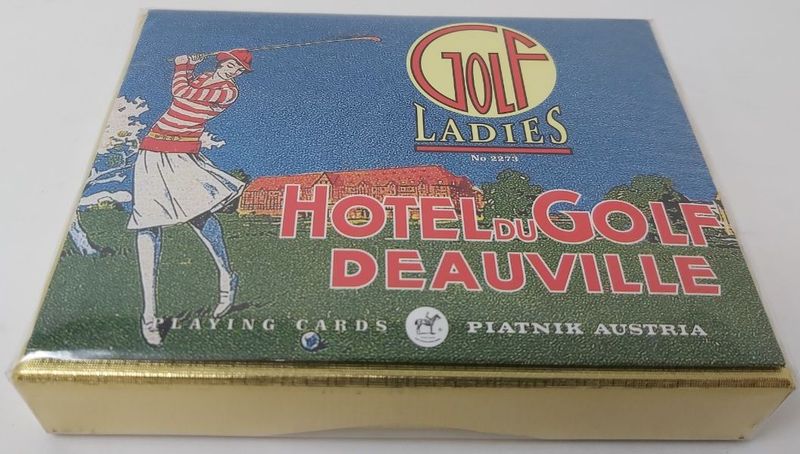 GOLF
LADIES
No 2273
HOTEL DU GOLF
DEAUVILLE
PLAYING CARDS PIATNIK AUSTRIA